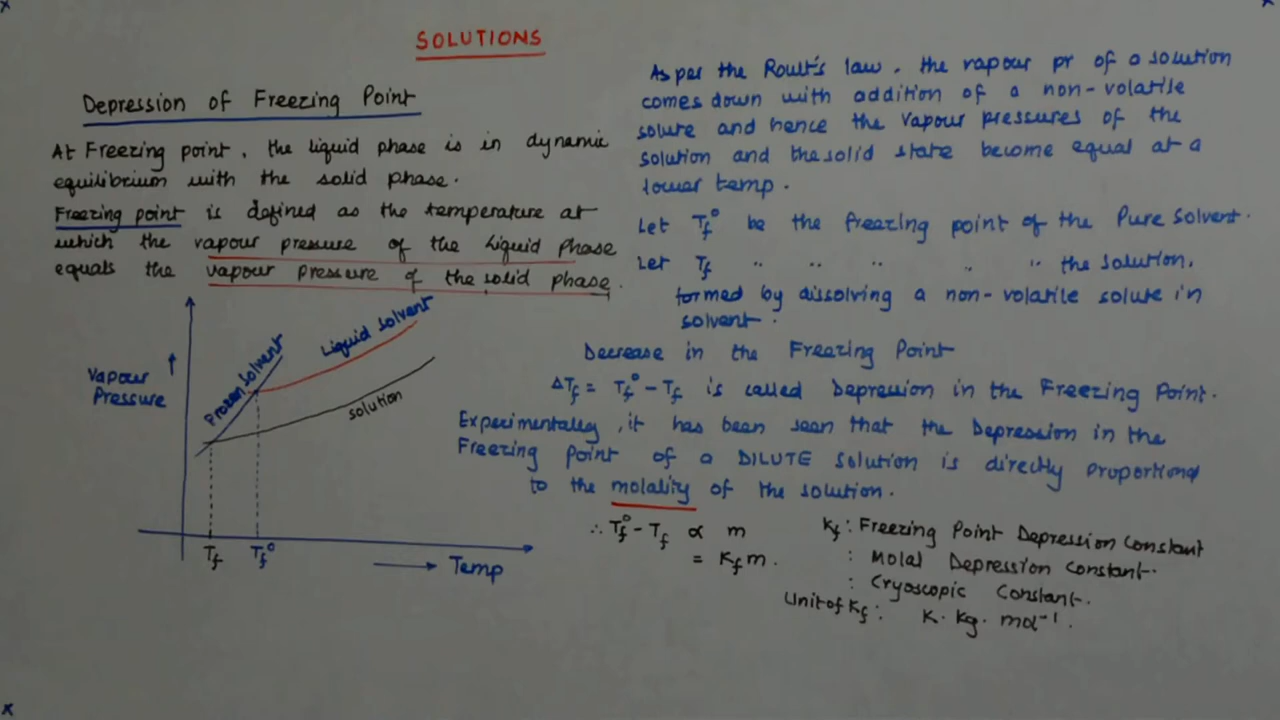 SOLUTIONS
Depression of Freezing Point
At Freezing point, the liquid phase is in dynamic
equilibrium with the solid phase.
Freezing point is defined as the temperature at
which the vapour pressure of the Liquid Phase
equals the vapour pressure of the solid phase.
Vapour
Pressure
Frozen solvent
Liquid solvent
solution
Tf
Tf°
Temp
As per the Roult's law, the vapour pr of a solution
comes down with addition of a non-volatile
solute and hence the vapour pressures of the
solution and the solid state become equal at a
lower temp.
Let Tf° be the freezing point of the Pure solvent.
Let Tf " " " " " the solution.
formed by dissolving a non-volatile solute in
solvent.
Decrease in the Freezing Point
ΔTf = Tf° - Tf is called Depression in the Freezing Point.
Experimentally, it has been seen that the Depression in the
Freezing point of a DILUTE solution is directly proportional
to the molality of the solution.
∴ Tf° - Tf ∝ m
= Kf m.
Kf : Freezing Point Depression Constant
: Molal Depression Constant.
: Cryoscopic Constant.
Unit of Kf : K. Kg. mol⁻¹.